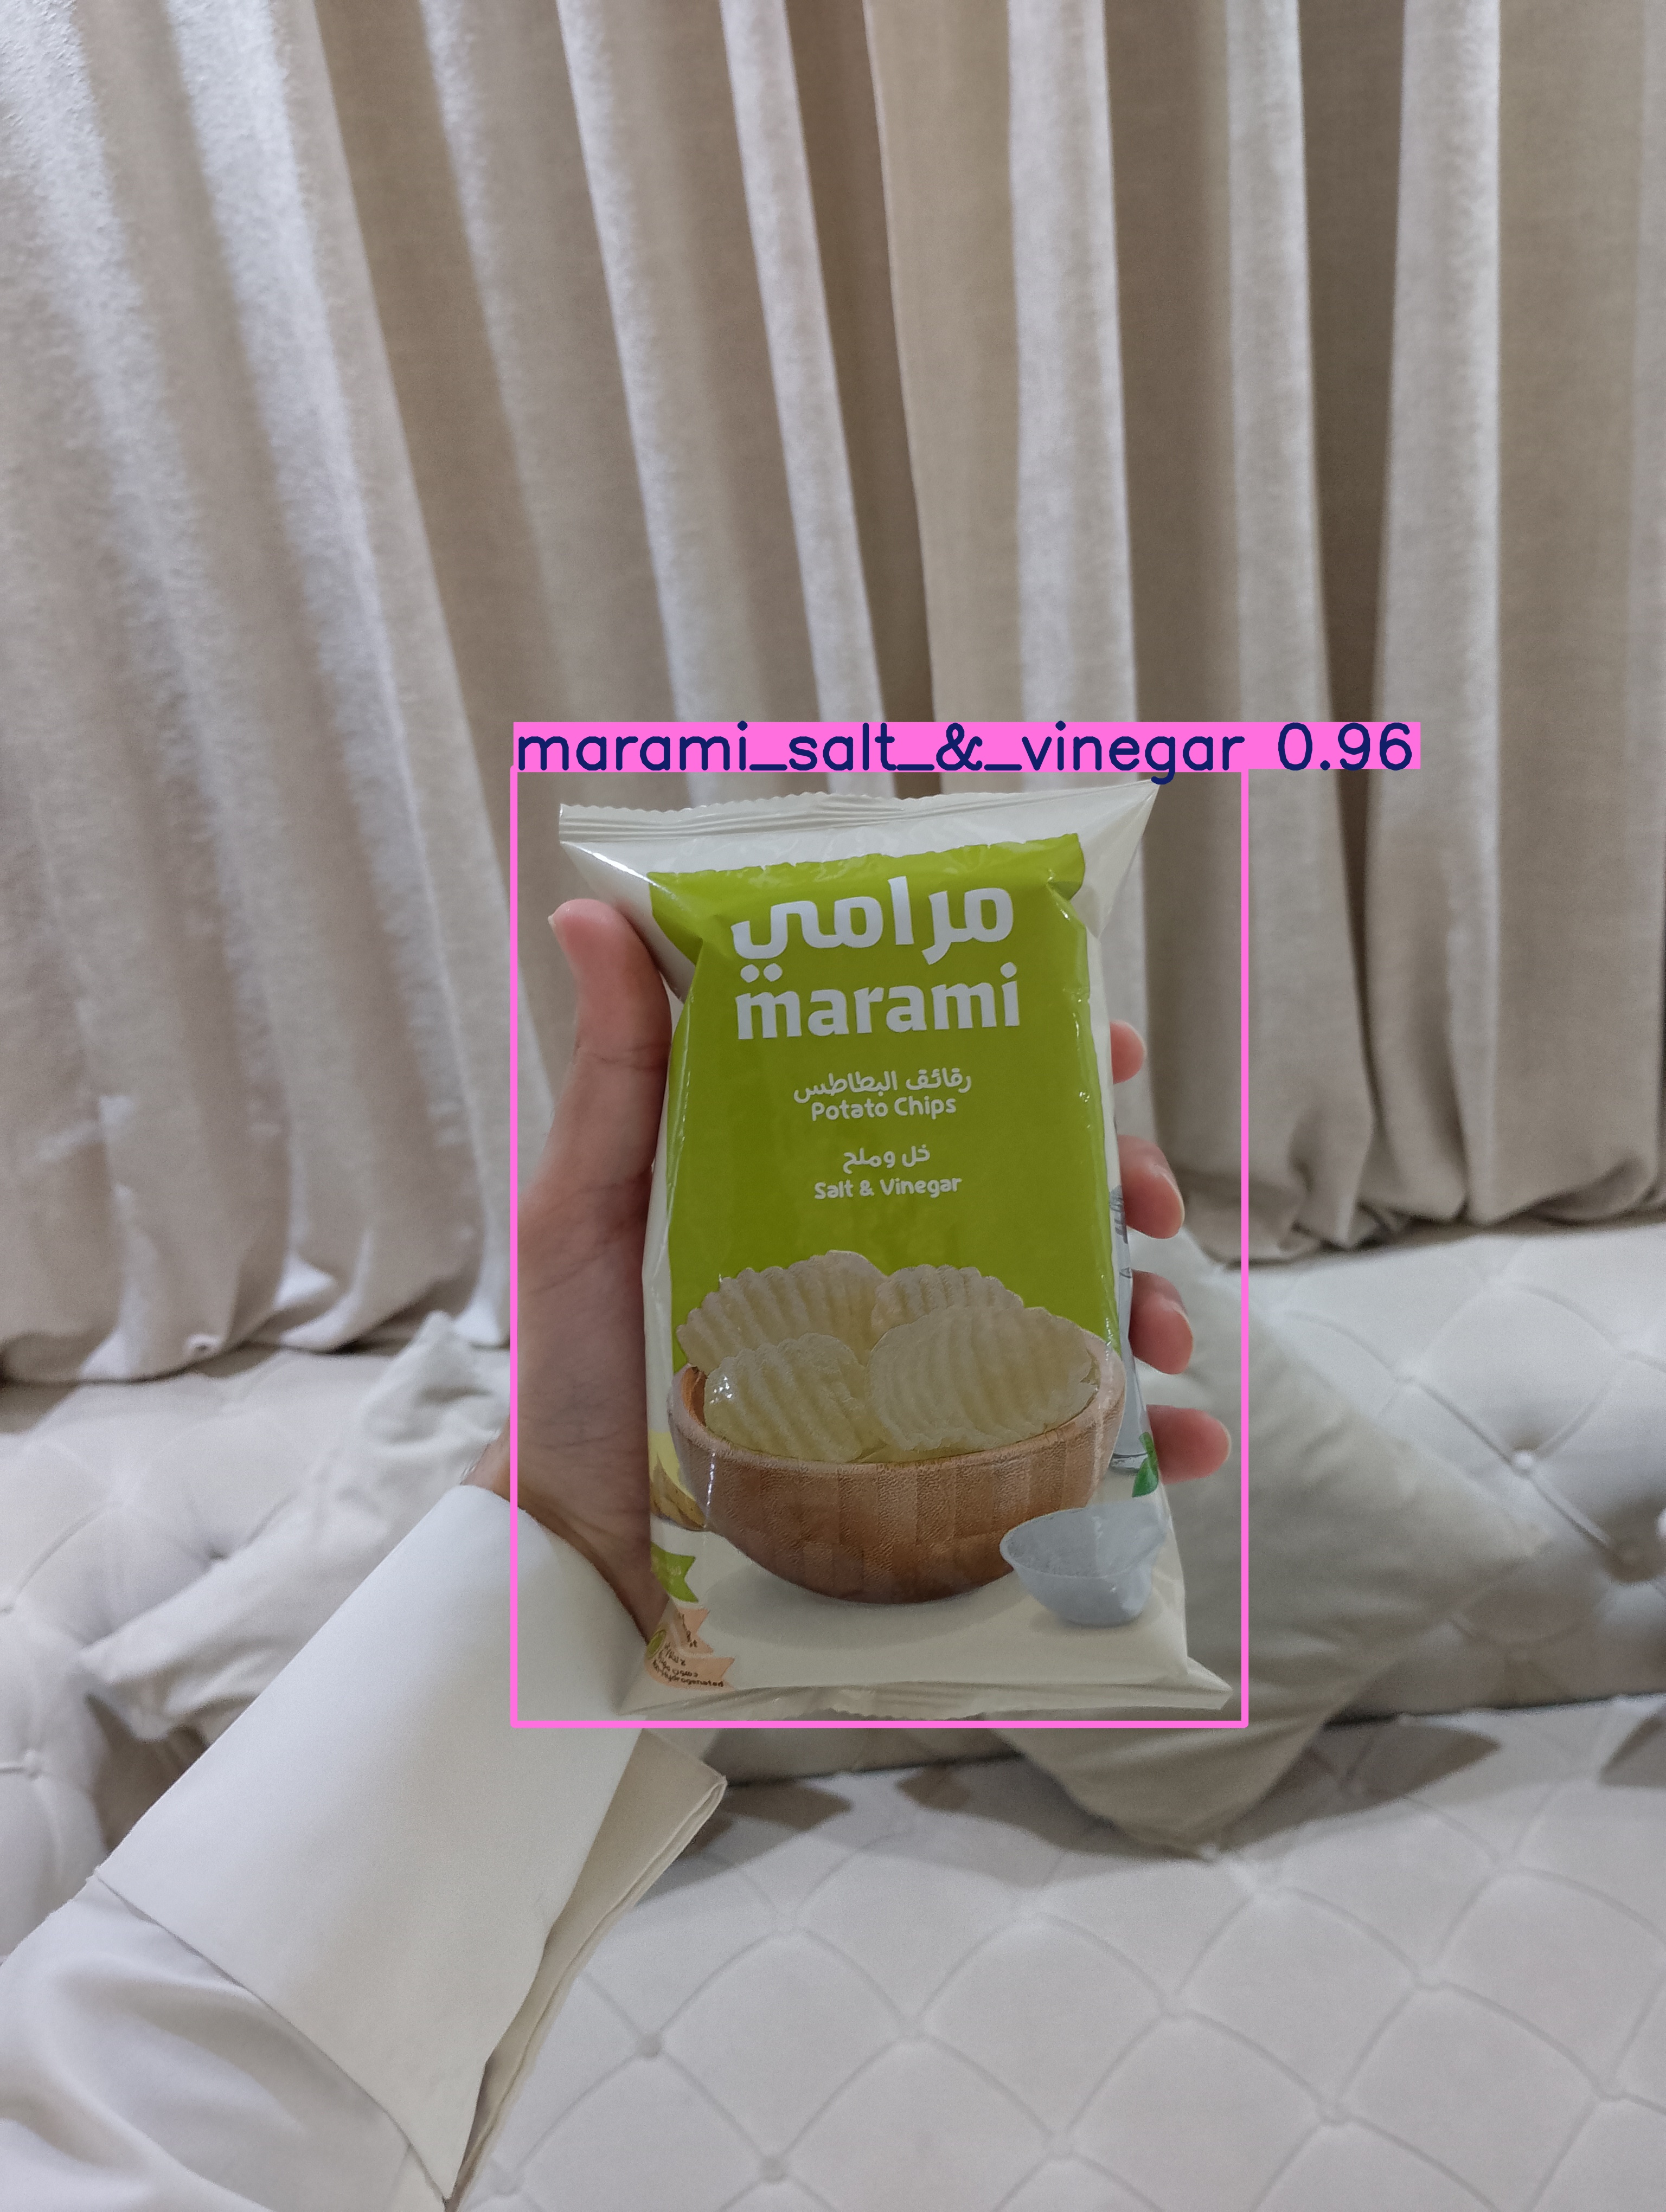 marami_salt_&_vinegar 0.96
مرامي
marami
رقائق البطاطس
Potato Chips
خل وملح
Salt & Vinegar